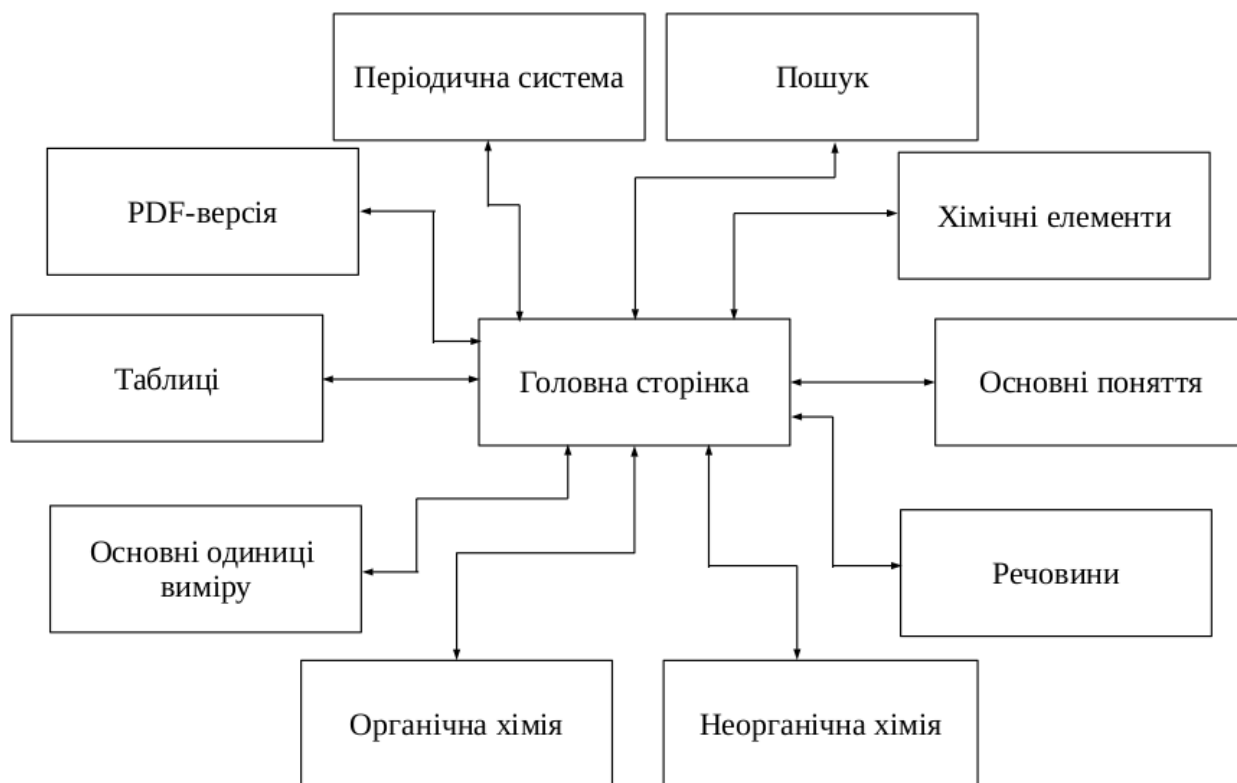 Періодична система
Пошук
PDF-версія
Хімічні елементи
Таблиці
Головна сторінка
Основні поняття
Основні одиниці
виміру
Речовини
Органічна хімія
Неорганічна хімія